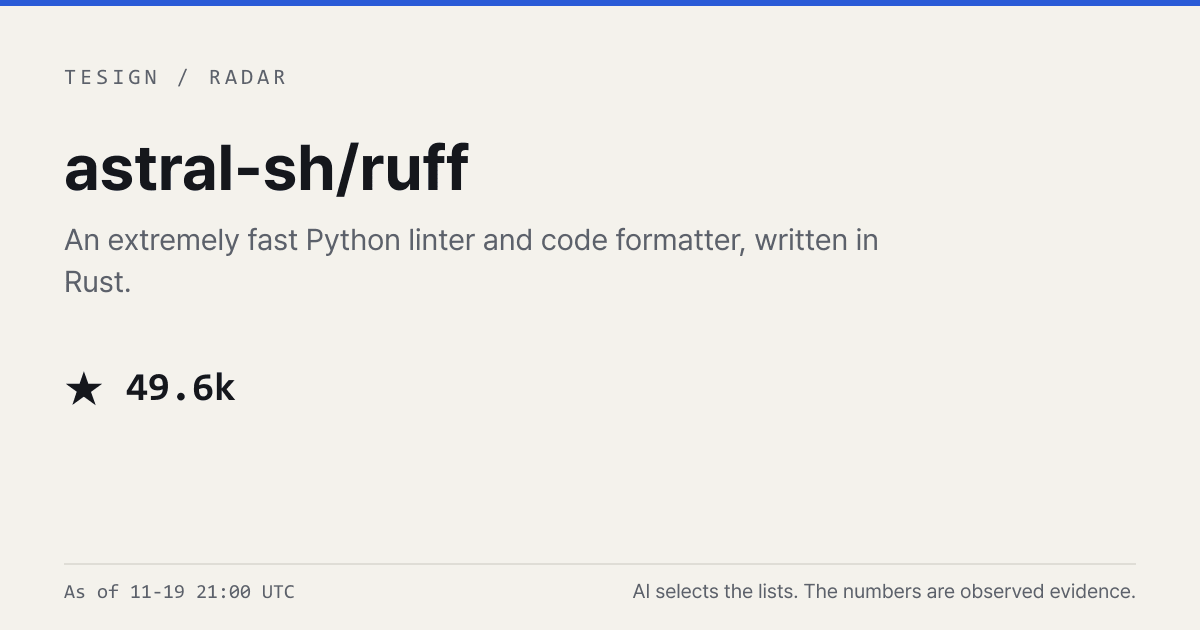 TESIGN / RADAR
astral-sh/ruff
An extremely fast Python linter and code formatter, written in
Rust.
★ 49.6k
As of 11-19 21:00 UTC
AI selects the lists. The numbers are observed evidence.